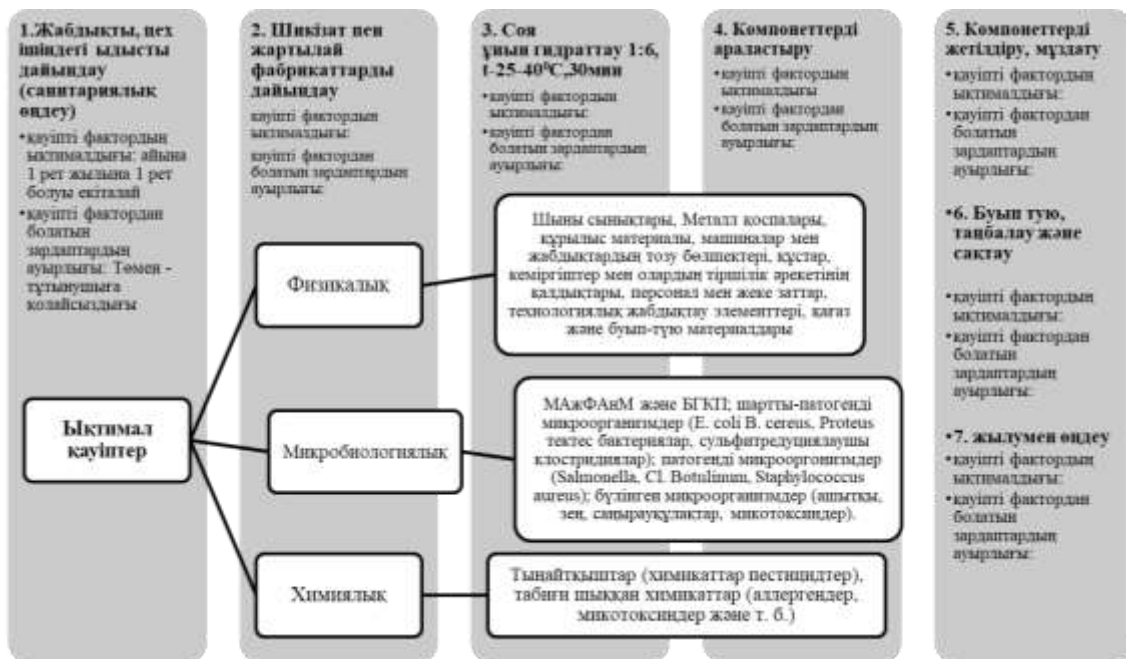 1.Жабдықты, цех
ішіндегі ыдысты
дайындау
(санитариялық
өңдеу)
•қауіпті фактордың
ықтималдығы: айына
1 рет жылына 1 рет
болуы екіталай
•қауіпті фактордан
болатын
зардаптардың
ауырлығы: Төмен -
тұтынушыға
қолайсыздығы
2. Шикізат пен
жартылай
фабрикаттарды
дайындау
қауіпті фактордың
ықтималдығы:
қауіпті фактордан
болатын зардаптардың
ауырлығы:
3. Соя
ұнын гидраттау 1:6,
t-25-40⁰С,30мин
•қауіпті фактордың
ықтималдығы:
•қауіпті фактордан
болатын зардаптардың
ауырлығы:
4. Компоненттерді
араластыру
•қауіпті фактордың
ықтималдығы
•қауіпті фактордан
болатын зардаптардың
ауырлығы:
5. Компоненттерді
жетілдіру, мұздату
•қауіпті фактордың
ықтималдығы:
•қауіпті фактордан
болатын
зардаптардың
ауырлығы:
•6. Буып тую,
таңбалау және
сақтау
•қауіпті фактордың
ықтималдығы:
•қауіпті фактордан
болатын
зардаптардың
ауырлығы:
•7. жылумен өңдеу
•қауіпті фактордың
ықтималдығы:
•қауіпті фактордан
болатын
зардаптардың
ауырлығы:
Ықтимал
қауіптер
Физикалық
Шыны сынықтары, Металл қоспалары,
құрылыс материалы, машиналар мен
жабдықтардың тозу бөлшектері, құстар,
кеміргіштер мен олардың тіршілік әрекетінің
қалдықтары, персонал мен жеке заттар,
технологиялық жабдықтау элементтері, қағаз
және буып-түю материалдары
Микробиологиялық
МАжФАнМ және БГКП; шартты-патогенді
микроорганизмдер (E. coli B. cereus, Proteus
тектес бактериялар, сульфитредуциялаушы
клостридиялар); патогенді микроорганизмдер
(Salmonella, Cl. Botulinum, Staphylococcus
aureus); бүлінген микроорганизмдер (ашытқы,
зең, саңырауқұлақтар, микотоксиндер).
Химиялық
Тыңайтқыштар (химикаттар пестицидтер),
табиғи шыққан химикаттар (аллергендер,
микотоксиндер және т. б.)